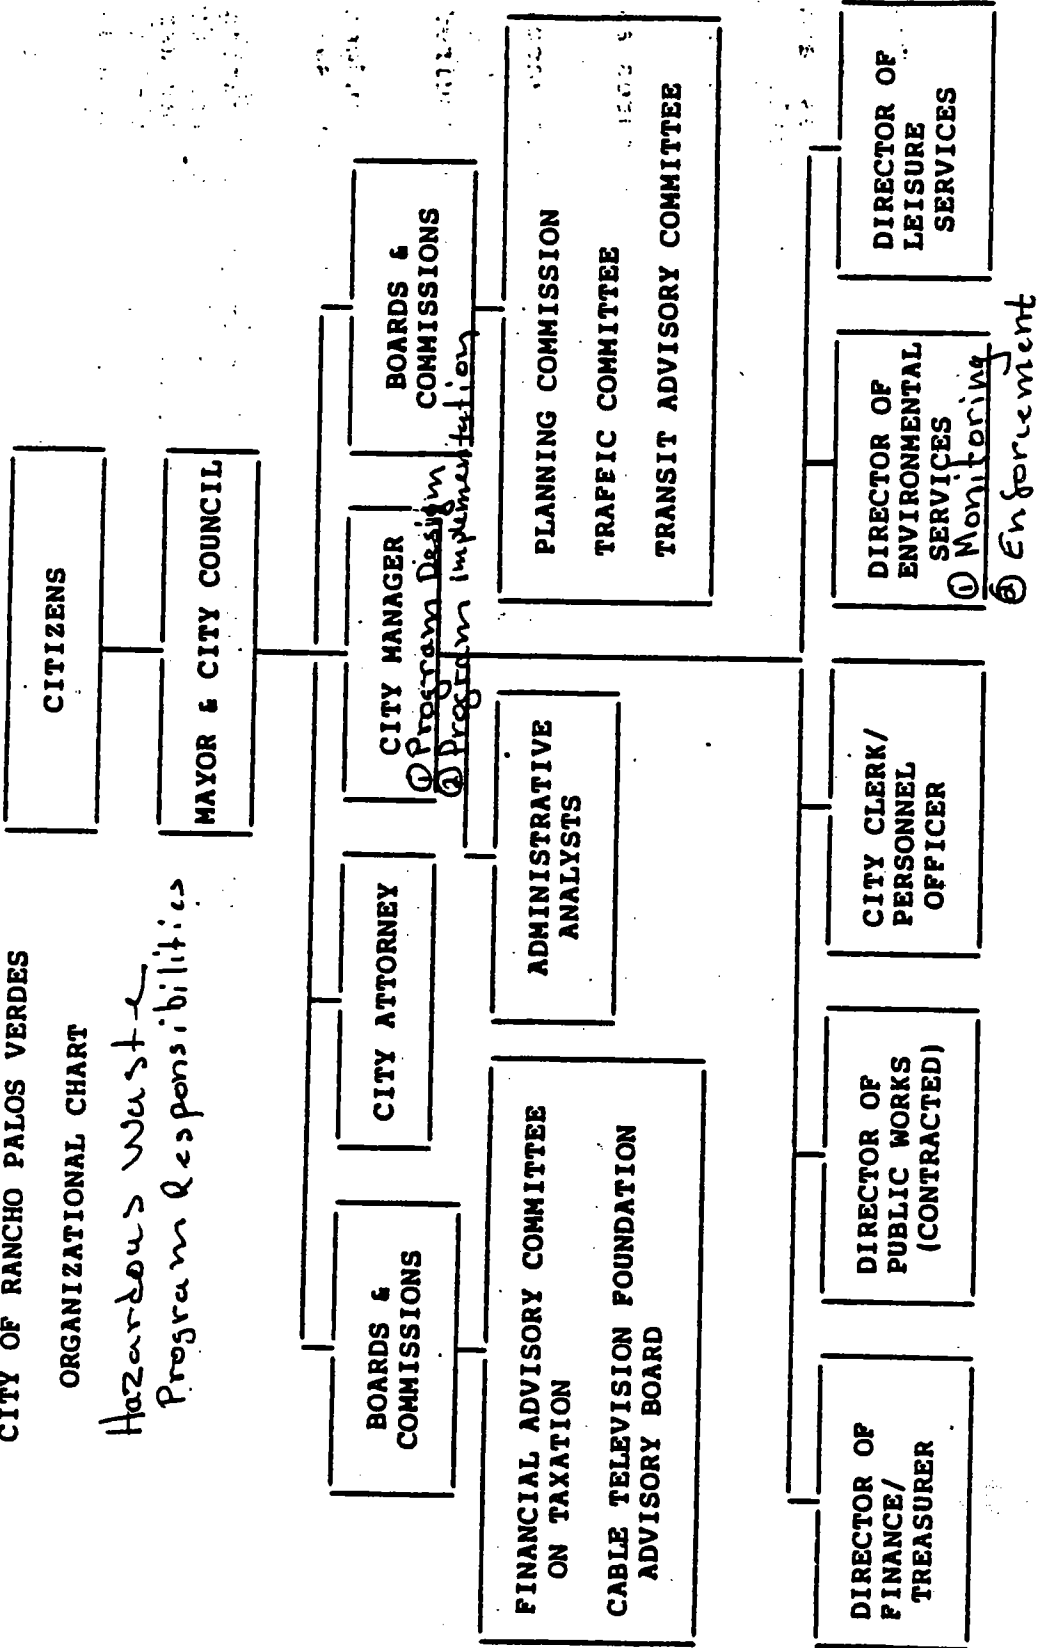 CITY OF RANCHO PALOS VERDES
ORGANIZATIONAL CHART
Hazardous Waste
Program Responsibilities
CITIZENS
MAYOR & CITY COUNCIL
BOARDS &
COMMISSIONS
CITY ATTORNEY
CITY MANAGER
① Program Design
② Program Implementation
BOARDS &
COMMISSIONS
FINANCIAL ADVISORY COMMITTEE
ON TAXATION
CABLE TELEVISION FOUNDATION
ADVISORY BOARD
ADMINISTRATIVE
ANALYSTS
PLANNING COMMISSION
TRAFFIC COMMITTEE
TRANSIT ADVISORY COMMITTEE
DIRECTOR OF
FINANCE/
TREASURER
DIRECTOR OF
PUBLIC WORKS
(CONTRACTED)
CITY CLERK/
PERSONNEL
OFFICER
DIRECTOR OF
ENVIRONMENTAL
SERVICES
① Monitoring
② Enforcement
DIRECTOR OF
LEISURE
SERVICES